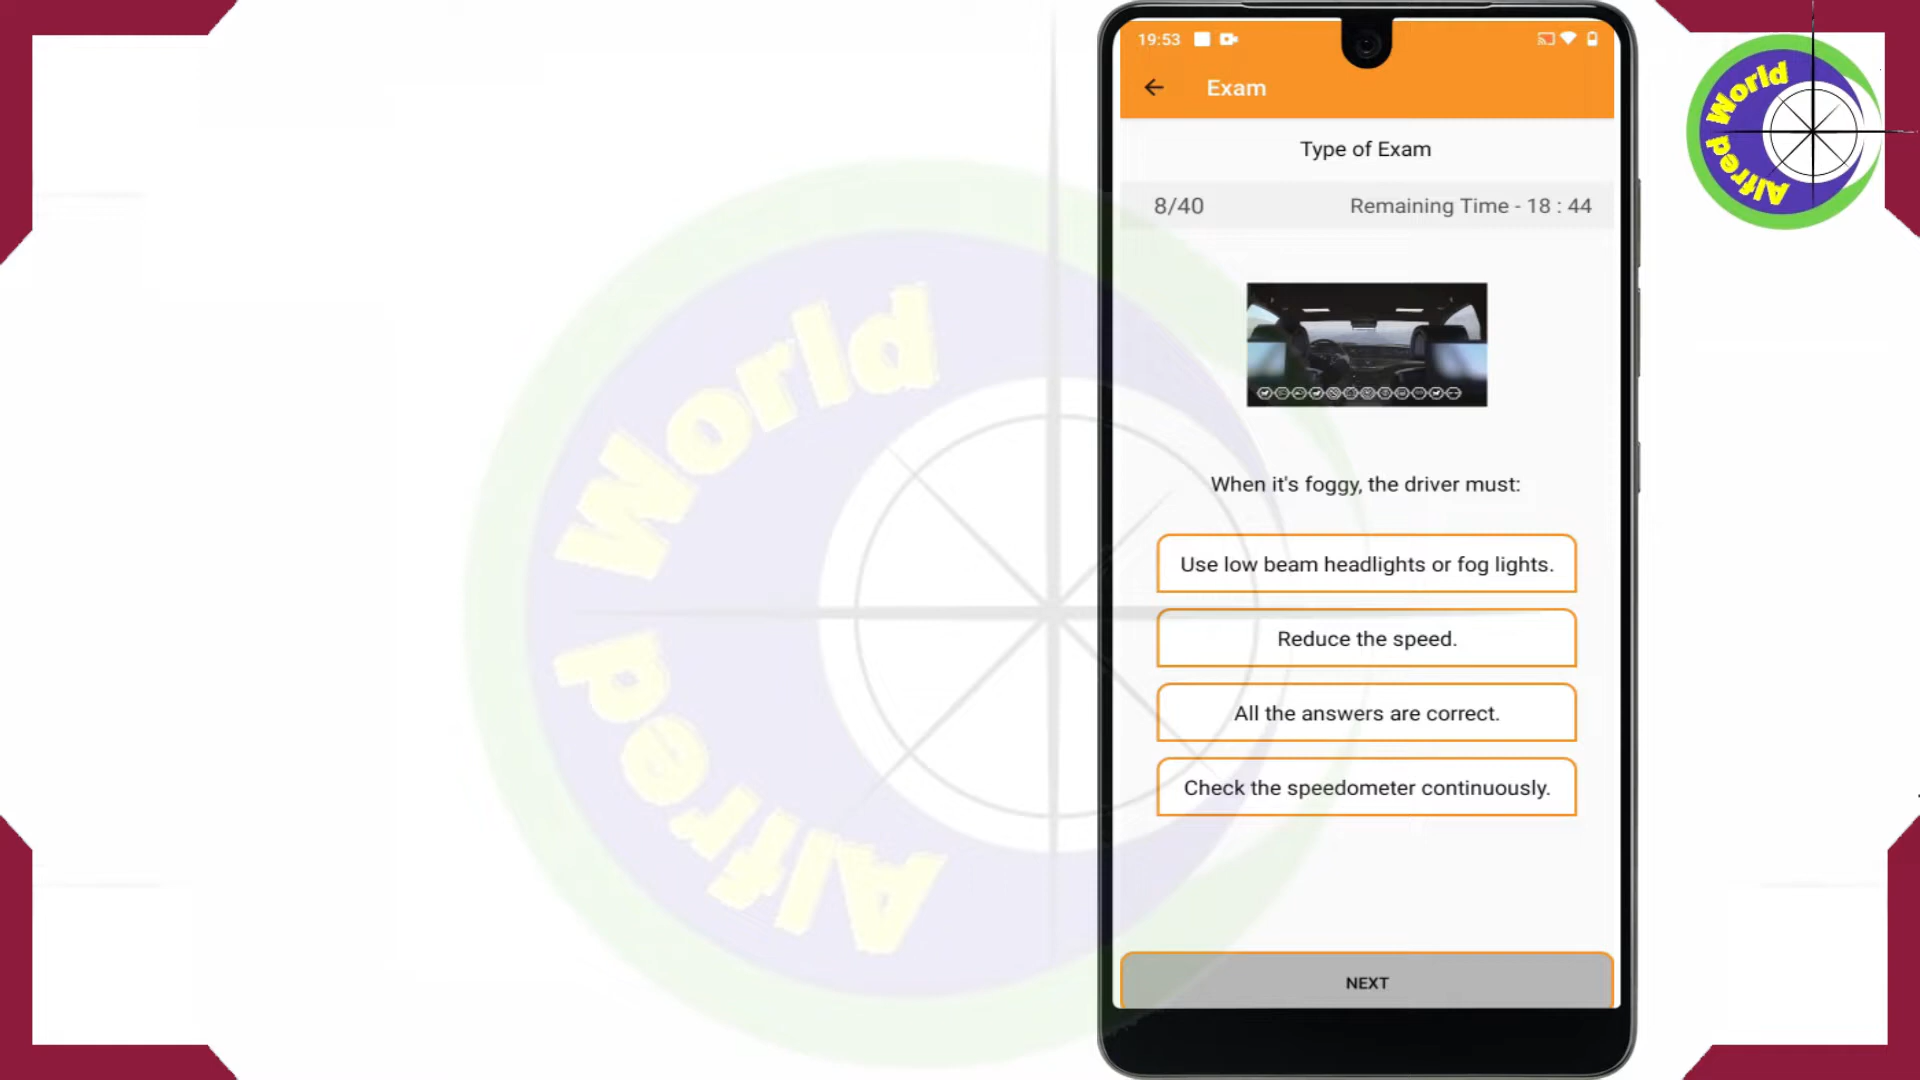 Alfred World
19:53
Exam
Type of Exam
8/40
Remaining Time - 18 : 44
When it's foggy, the driver must:
Use low beam headlights or fog lights.
Reduce the speed.
All the answers are correct.
Check the speedometer continuously.
NEXT
Alfred World